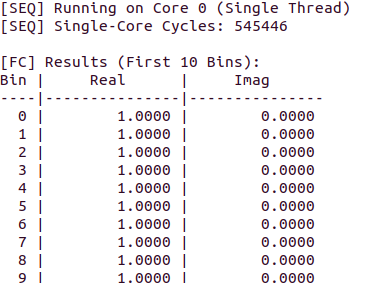 [SEQ] Running on Core 0 (Single Thread)
[SEQ] Single-Core Cycles: 545446

[FC] Results (First 10 Bins):
Bin |     Real      |     Imag
----|---------------|---------------
  0 |        1.0000 |        0.0000
  1 |        1.0000 |        0.0000
  2 |        1.0000 |        0.0000
  3 |        1.0000 |        0.0000
  4 |        1.0000 |        0.0000
  5 |        1.0000 |        0.0000
  6 |        1.0000 |        0.0000
  7 |        1.0000 |        0.0000
  8 |        1.0000 |        0.0000
  9 |        1.0000 |        0.0000